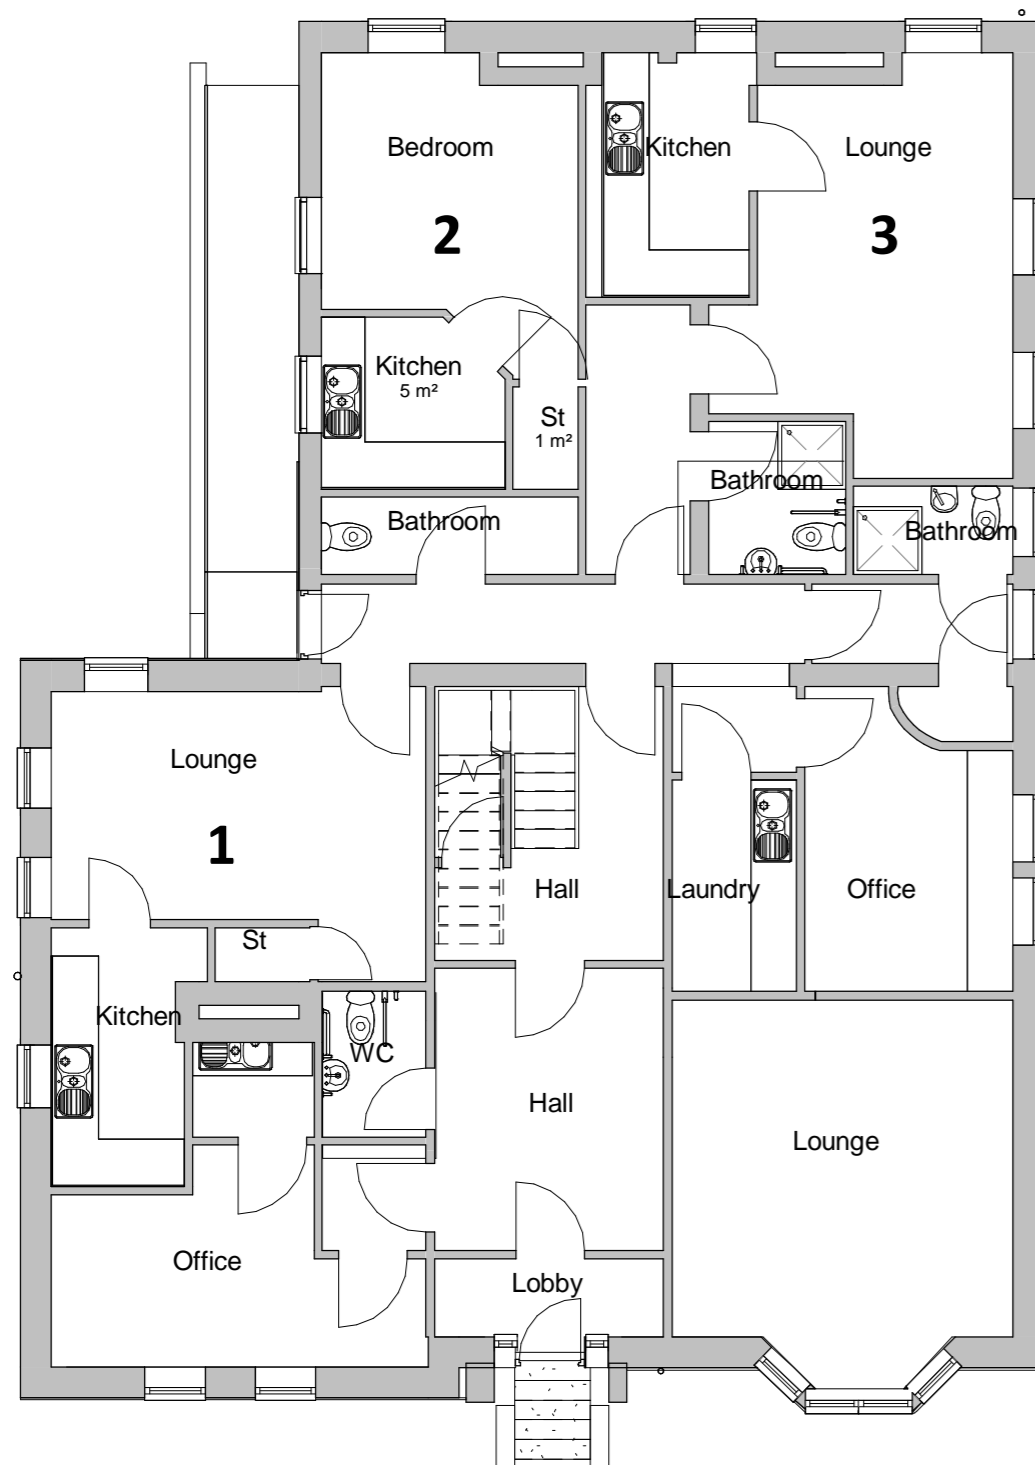 Bedroom
Kitchen
Lounge
2
3
Kitchen
5 m²
St
1 m²
Bathroom
Bathroom
Bathroom
Lounge
1
Hall
Laundry
Office
St
Kitchen
WC
Hall
Lounge
Office
Lobby